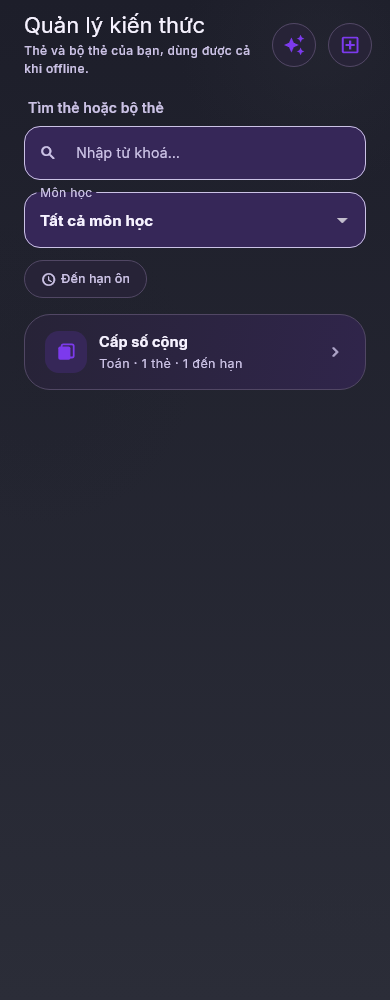 Quản lý kiến thức
Thẻ và bộ thẻ của bạn, dùng được cả
khi offline.
Tìm thẻ hoặc bộ thẻ
Nhập từ khoá...
Môn học
Tất cả môn học
Đến hạn ôn
Cấp số cộng
Toán · 1 thẻ · 1 đến hạn